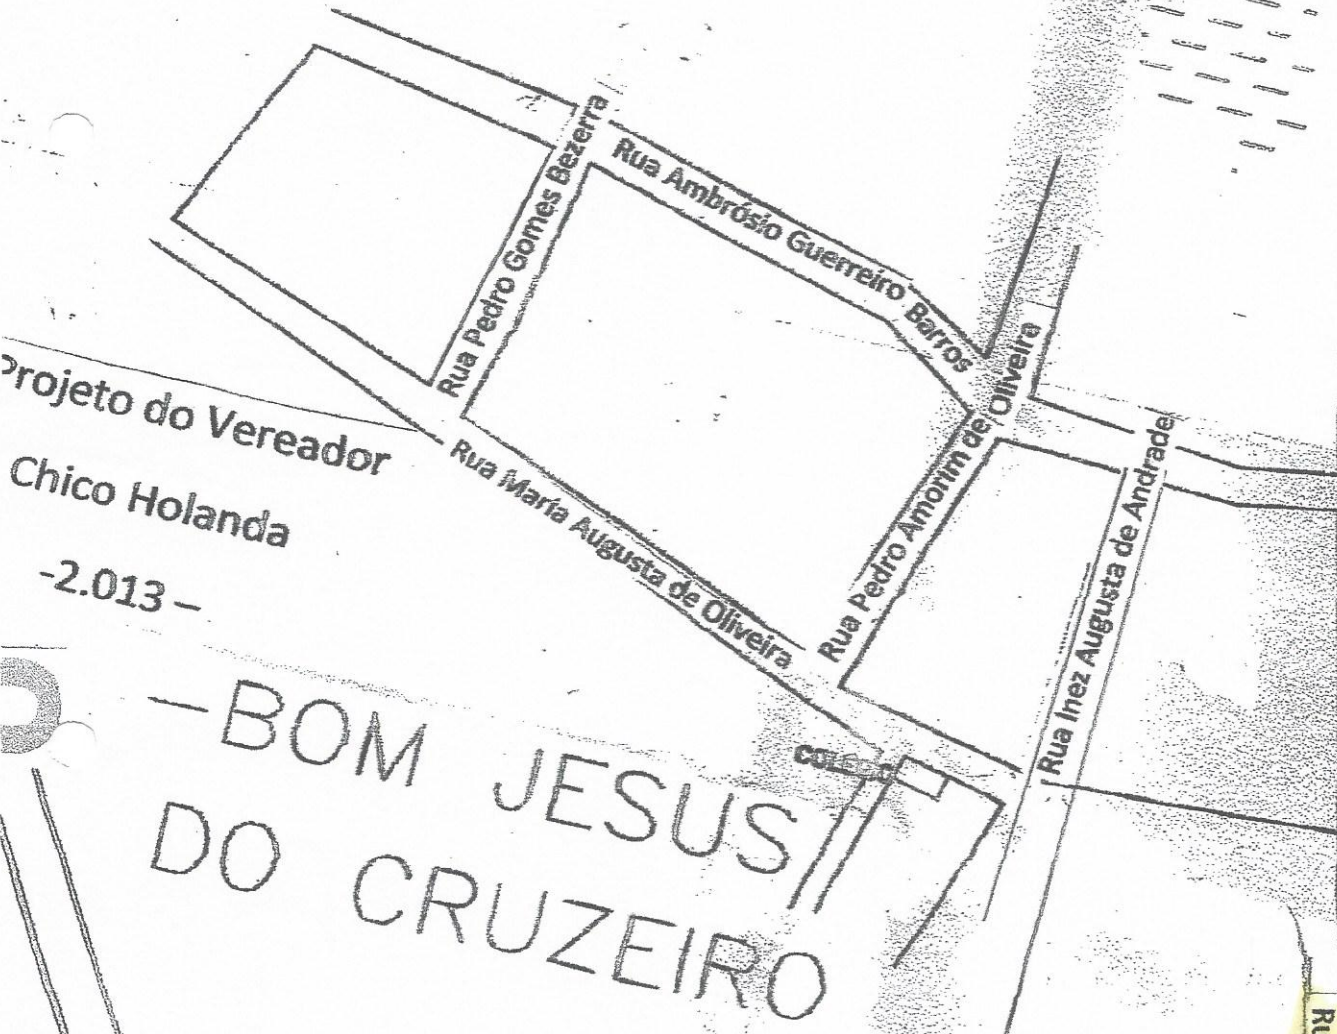 Rua Pedro Gomes Bezerra
Rua Ambrósio Guerreiro Barros
Rua Pedro Amorim de Oliveira
Rua Inez Augusta de Andrade
Rua María Augusta de Oliveira
Projeto do Vereador
Chico Holanda
-2.013 –
—BOM JESUS
DO CRUZEIRO